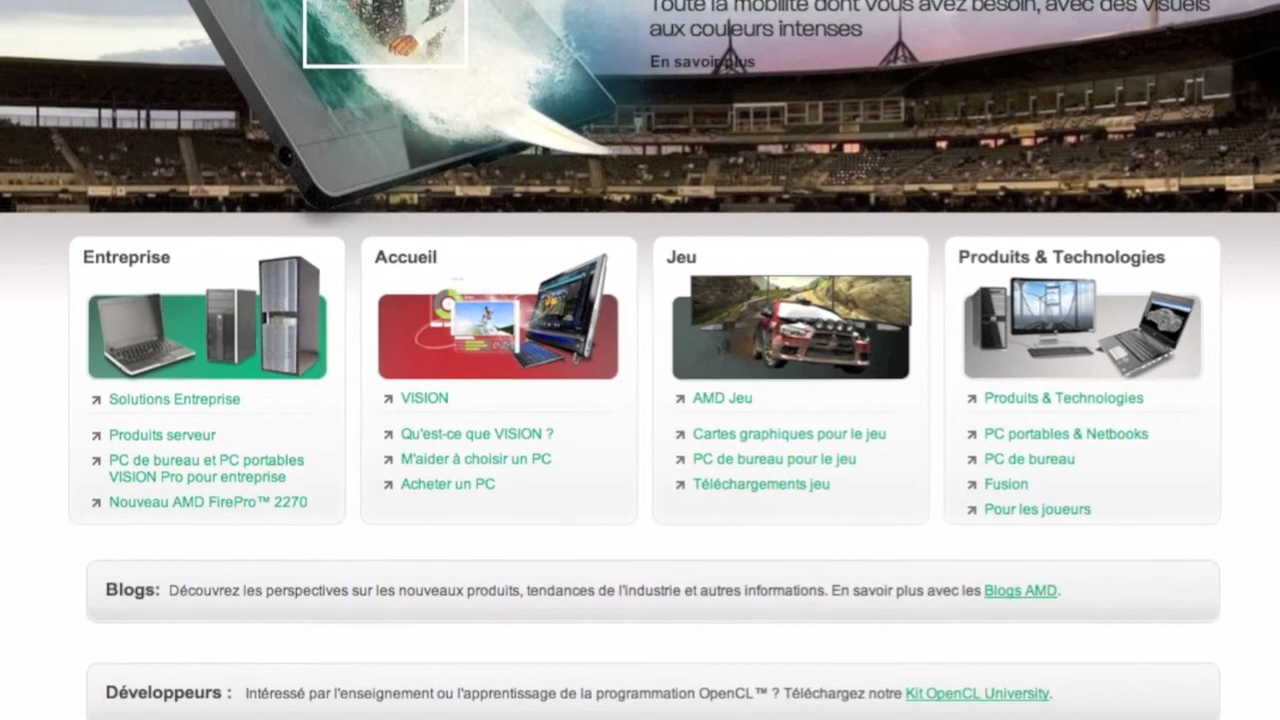 Toute la mobilité dont vous avez besoin, avec des visuels
aux couleurs intenses
En savoir plus
Entreprise
Solutions Entreprise
Produits serveur
PC de bureau et PC portables
VISION Pro pour entreprise
Nouveau AMD FirePro™ 2270
Accueil
VISION
Qu'est-ce que VISION ?
M'aider à choisir un PC
Acheter un PC
Jeu
AMD Jeu
Cartes graphiques pour le jeu
PC de bureau pour le jeu
Téléchargements jeu
Produits & Technologies
Produits & Technologies
PC portables & Netbooks
PC de bureau
Fusion
Pour les joueurs
Blogs: Découvrez les perspectives sur les nouveaux produits, tendances de l'industrie et autres informations. En savoir plus avec les Blogs AMD.
Développeurs : Intéressé par l'enseignement ou l'apprentissage de la programmation OpenCL™ ? Téléchargez notre Kit OpenCL University.